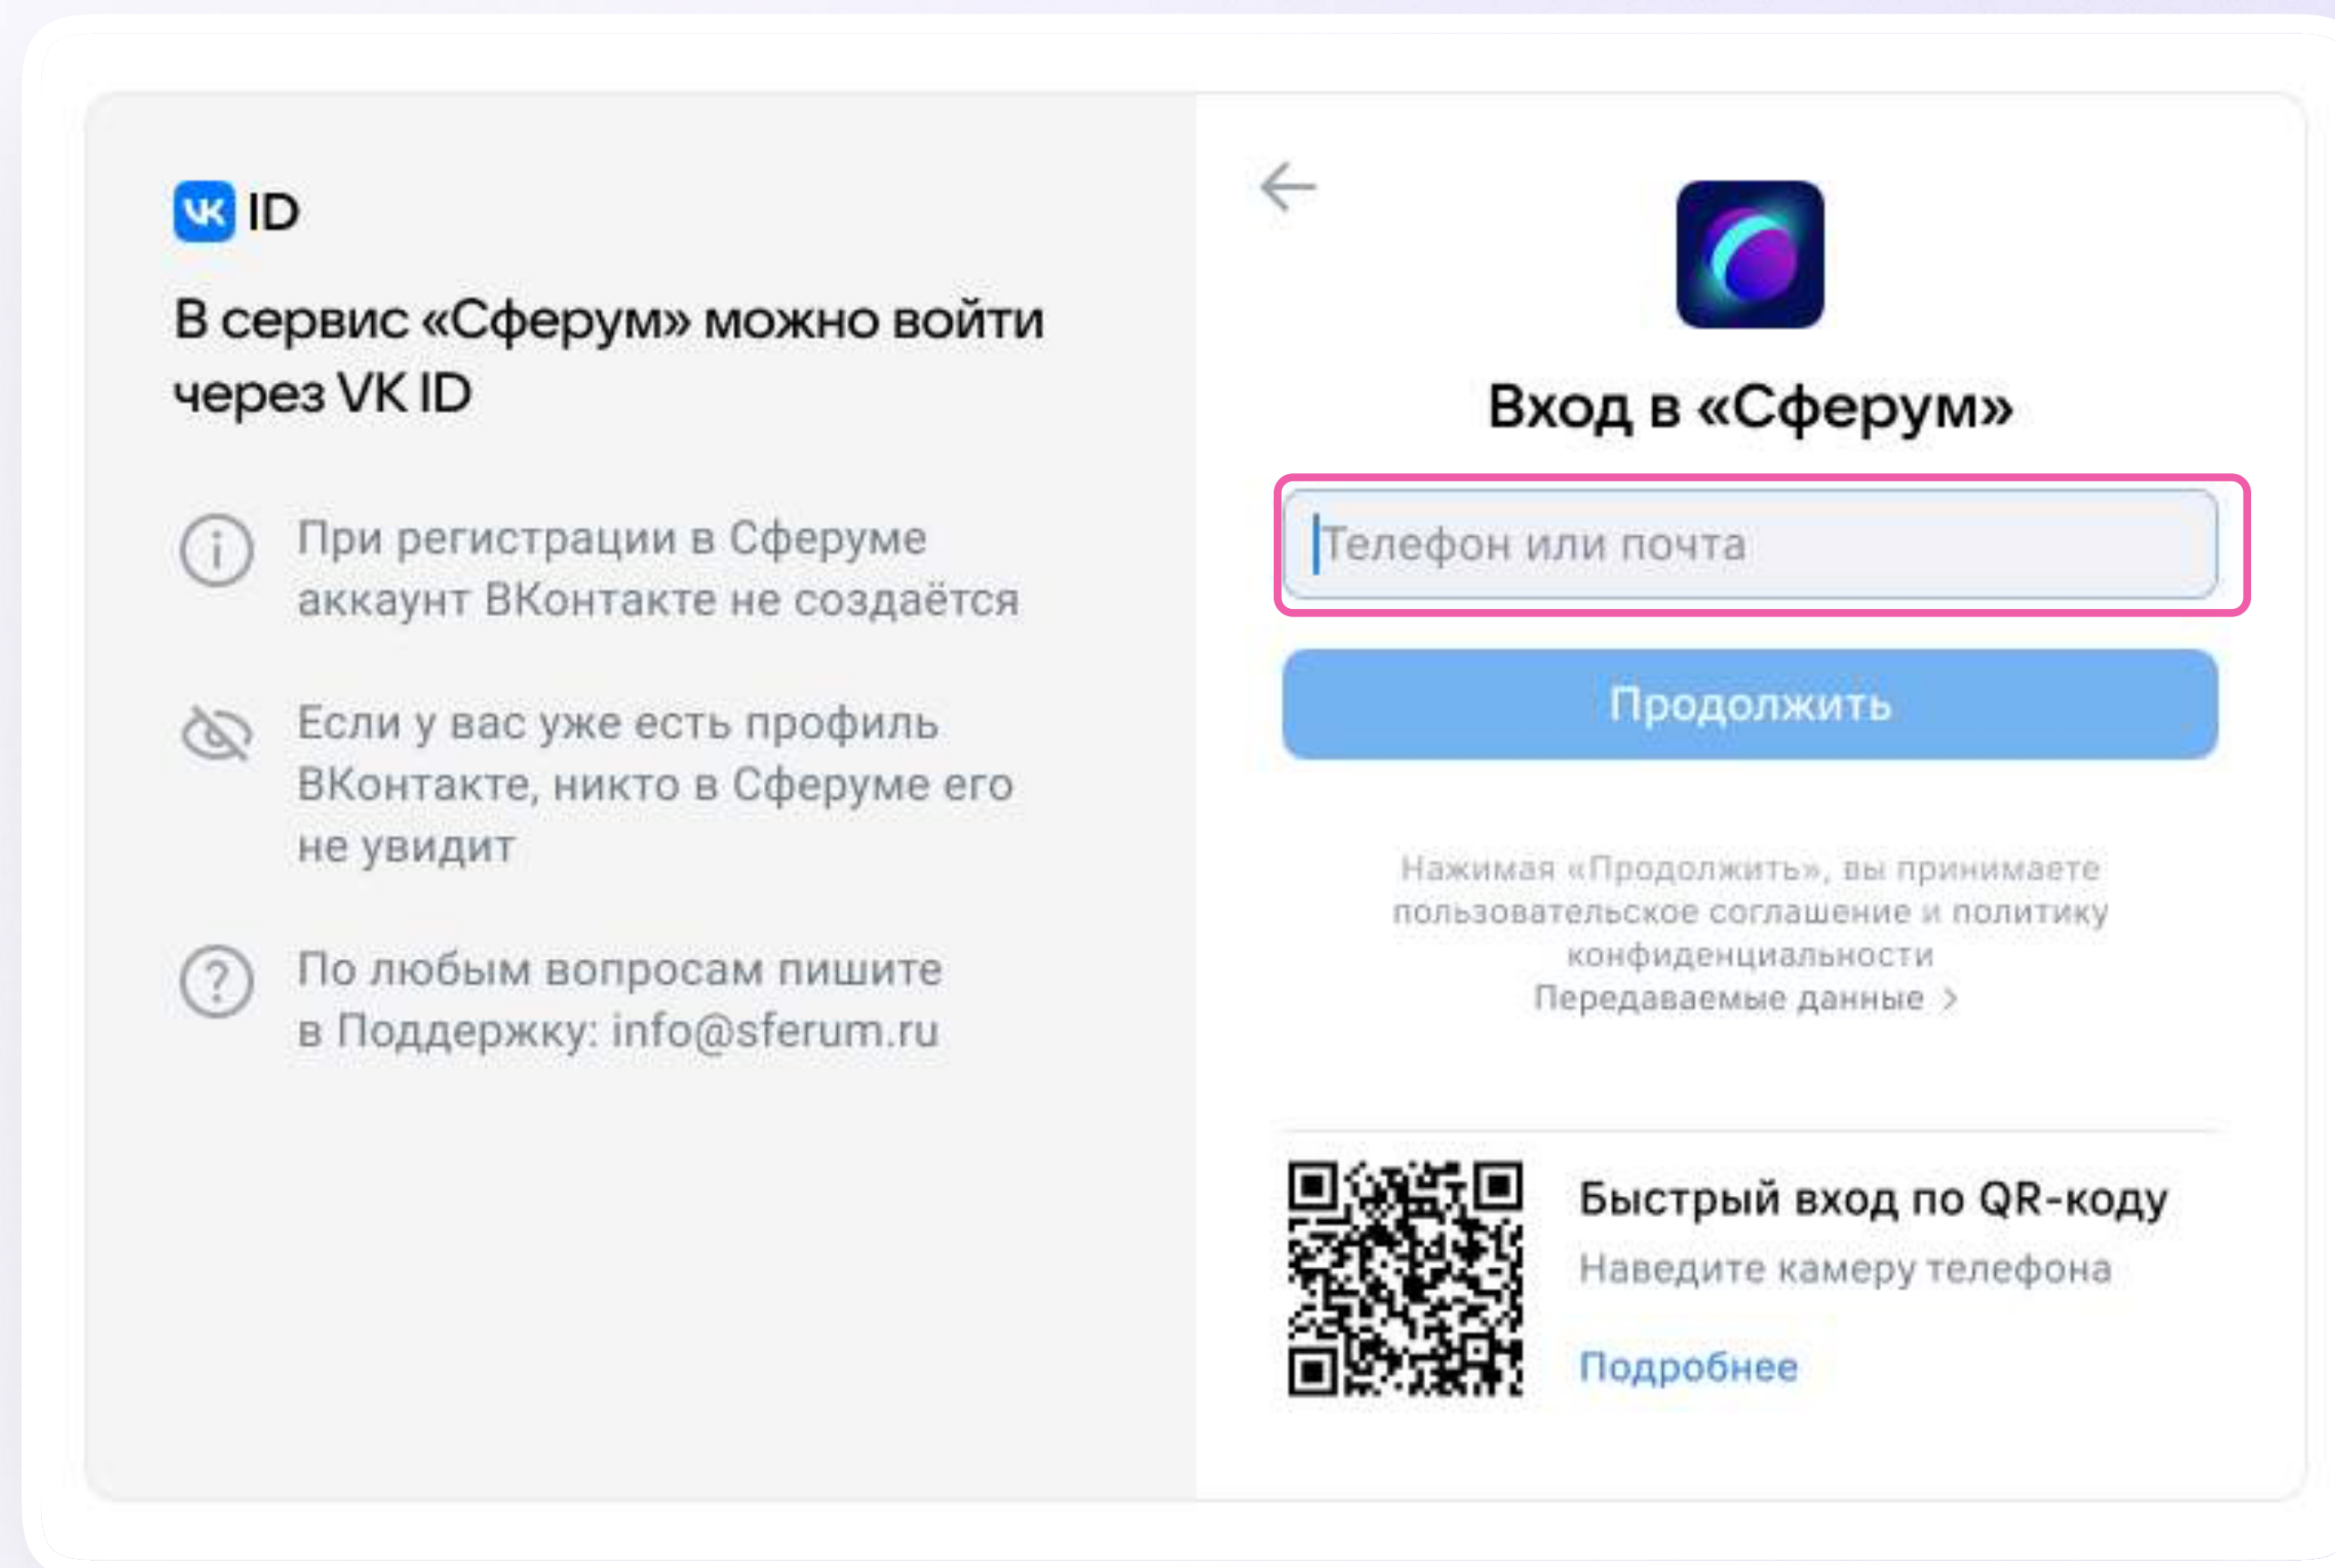 VK ID
В сервис «Сферум» можно войти
через VK ID
При регистрации в Сферуме
аккаунт ВКонтакте не создаётся
Если у вас уже есть профиль
ВКонтакте, никто в Сферуме его
не увидит
По любым вопросам пишите
в Поддержку: info@sferum.ru
Вход в «Сферум»
Телефон или почта
Продолжить
Нажимая «Продолжить», вы принимаете
пользовательское соглашение и политику
конфиденциальности
Передаваемые данные >
Быстрый вход по QR-коду
Наведите камеру телефона
Подробнее